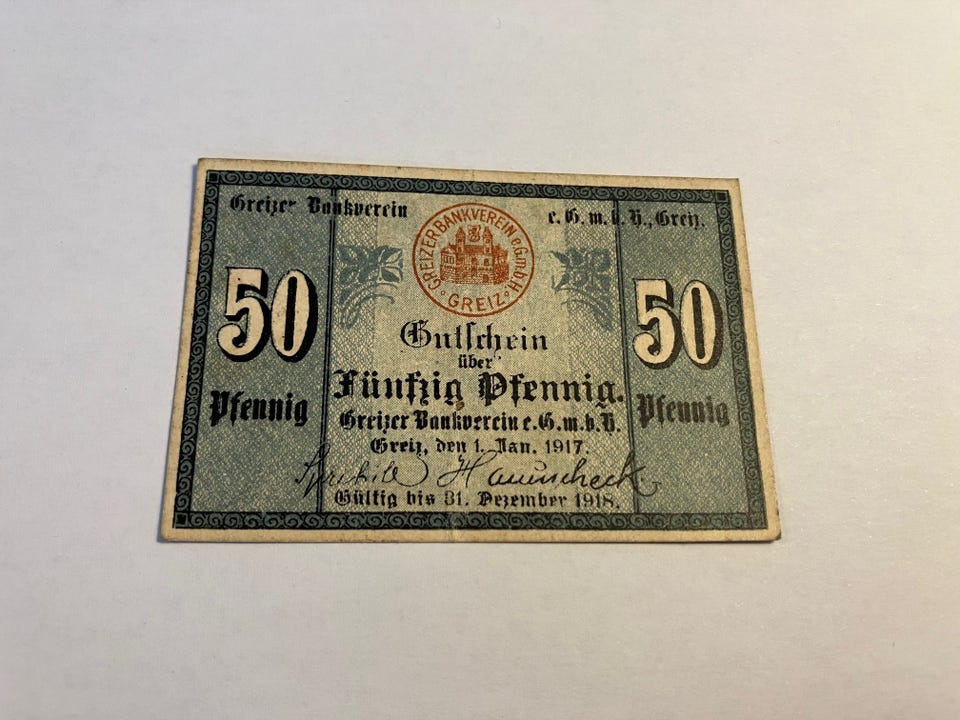 Greizer Bankverein e. G. m. b. H., Greiz.
GREIZER BANKVEREIN e.G.m.b.H.
GREIZ
50 50
Gutschein
über
Fünfzig Pfennig.
Pfennig Pfennig
Greizer Bankverein e. G. m. b. H.
Greiz, den 1. Jan. 1917.
Gültig bis 31. Dezember 1918.